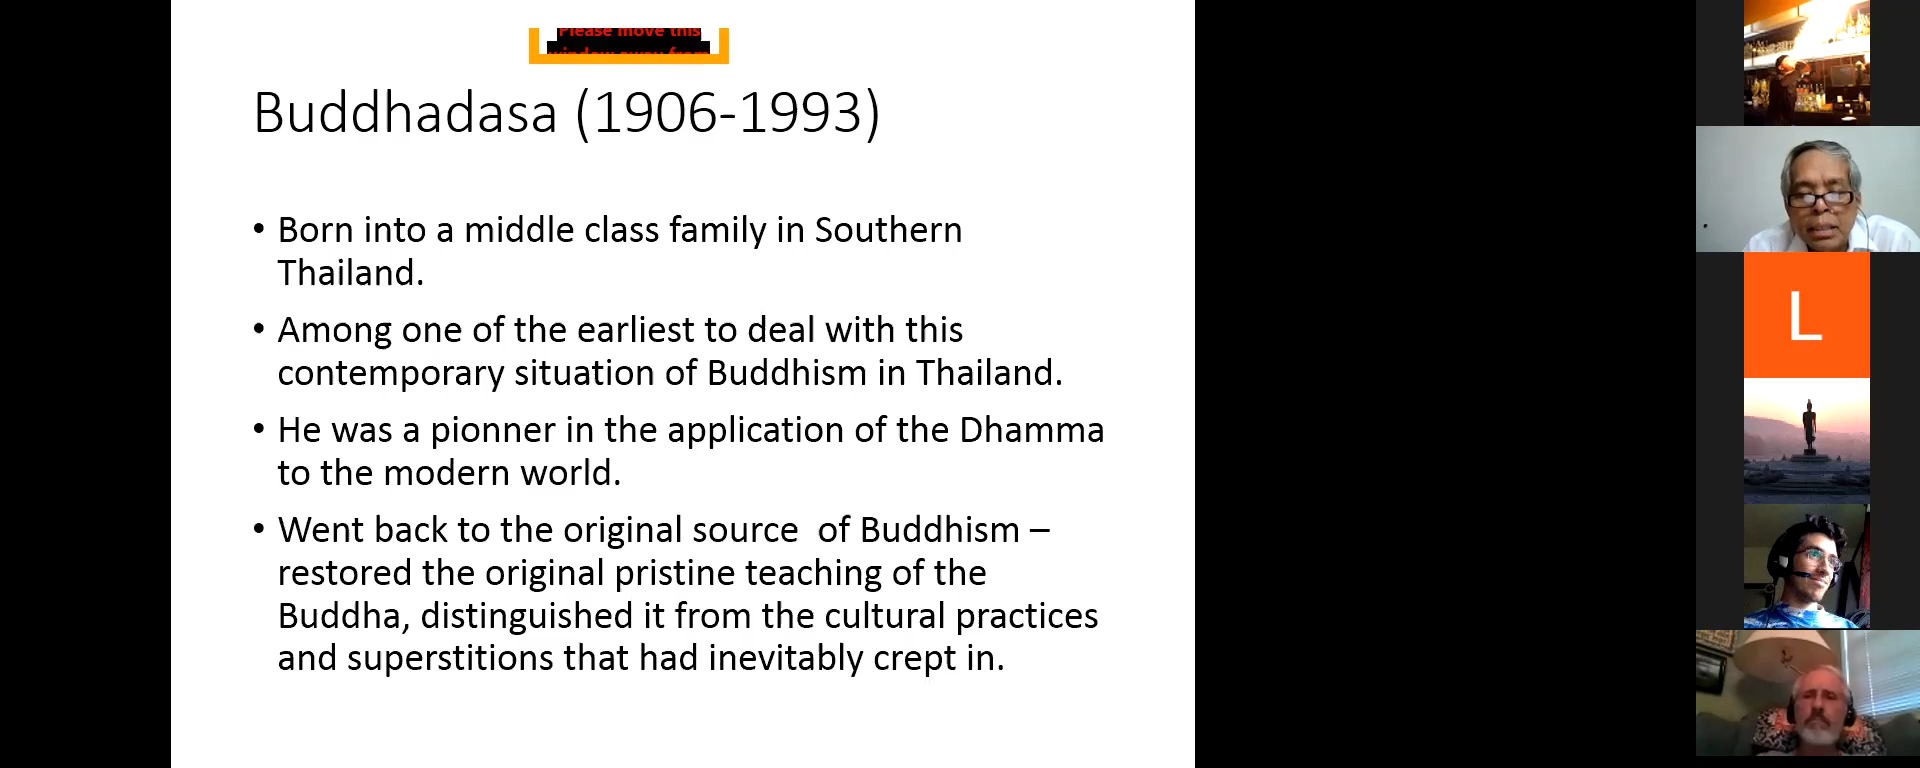 Please move this
window away from
Buddhadasa (1906-1993)
• Born into a middle class family in Southern
Thailand.
• Among one of the earliest to deal with this
contemporary situation of Buddhism in Thailand.
• He was a pionner in the application of the Dhamma
to the modern world.
• Went back to the original source  of Buddhism –
restored the original pristine teaching of the
Buddha, distinguished it from the cultural practices
and superstitions that had inevitably crept in.
L